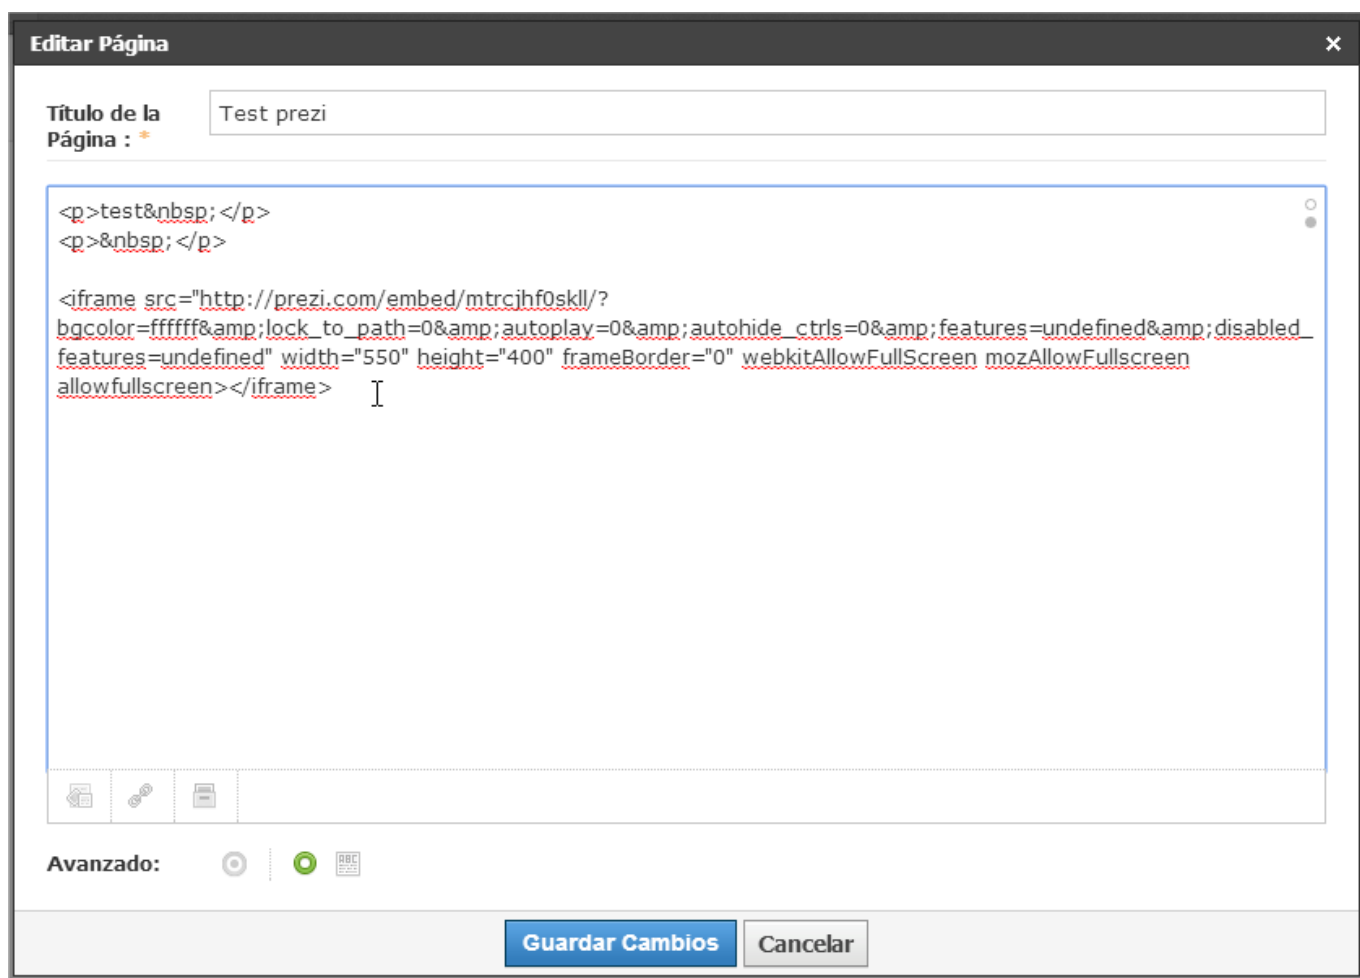 Editar Página
Título de la
Página : *
Test prezi
<p>test&nbsp;</p>
<p>&nbsp;</p>
<iframe src="http://prezi.com/embed/mtrcjhf0skll/?
bgcolor=ffffff&amp;lock_to_path=0&amp;autoplay=0&amp;autohide_ctrls=0&amp;features=undefined&amp;disabled_
features=undefined" width="550" height="400" frameBorder="0" webkitAllowFullScreen mozAllowFullscreen
allowfullscreen></iframe>
Avanzado:
ABC
Guardar Cambios
Cancelar